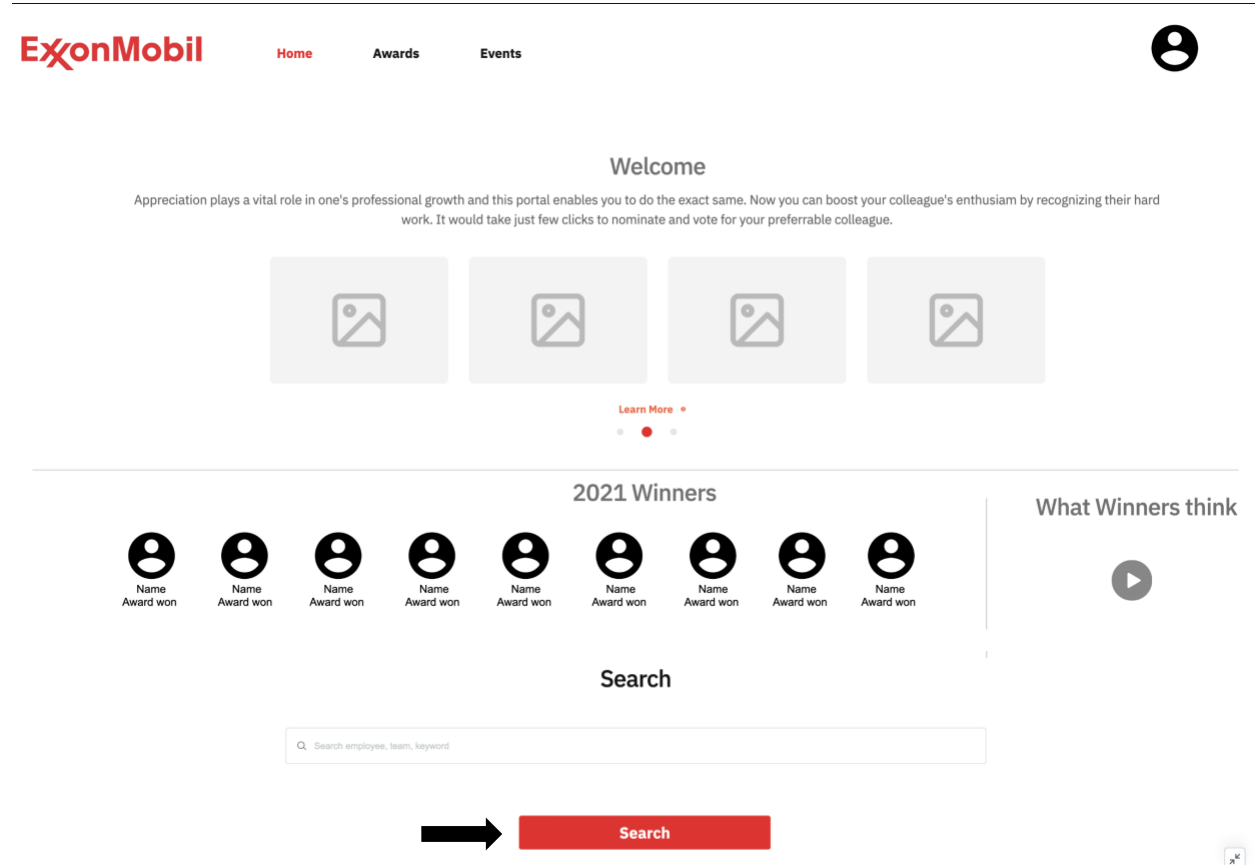 ExxonMobil
Home Awards Events
Welcome
Appreciation plays a vital role in one's professional growth and this portal enables you to do the exact same. Now you can boost your colleague's enthusiam by recognizing their hard
work. It would take just few clicks to nominate and vote for your preferrable colleague.
Learn More
2021 Winners
What Winners think
Name Name Name Name Name Name Name Name Name
Award won Award won Award won Award won Award won Award won Award won Award won Award won
Search
Search employee, team, keyword
Search